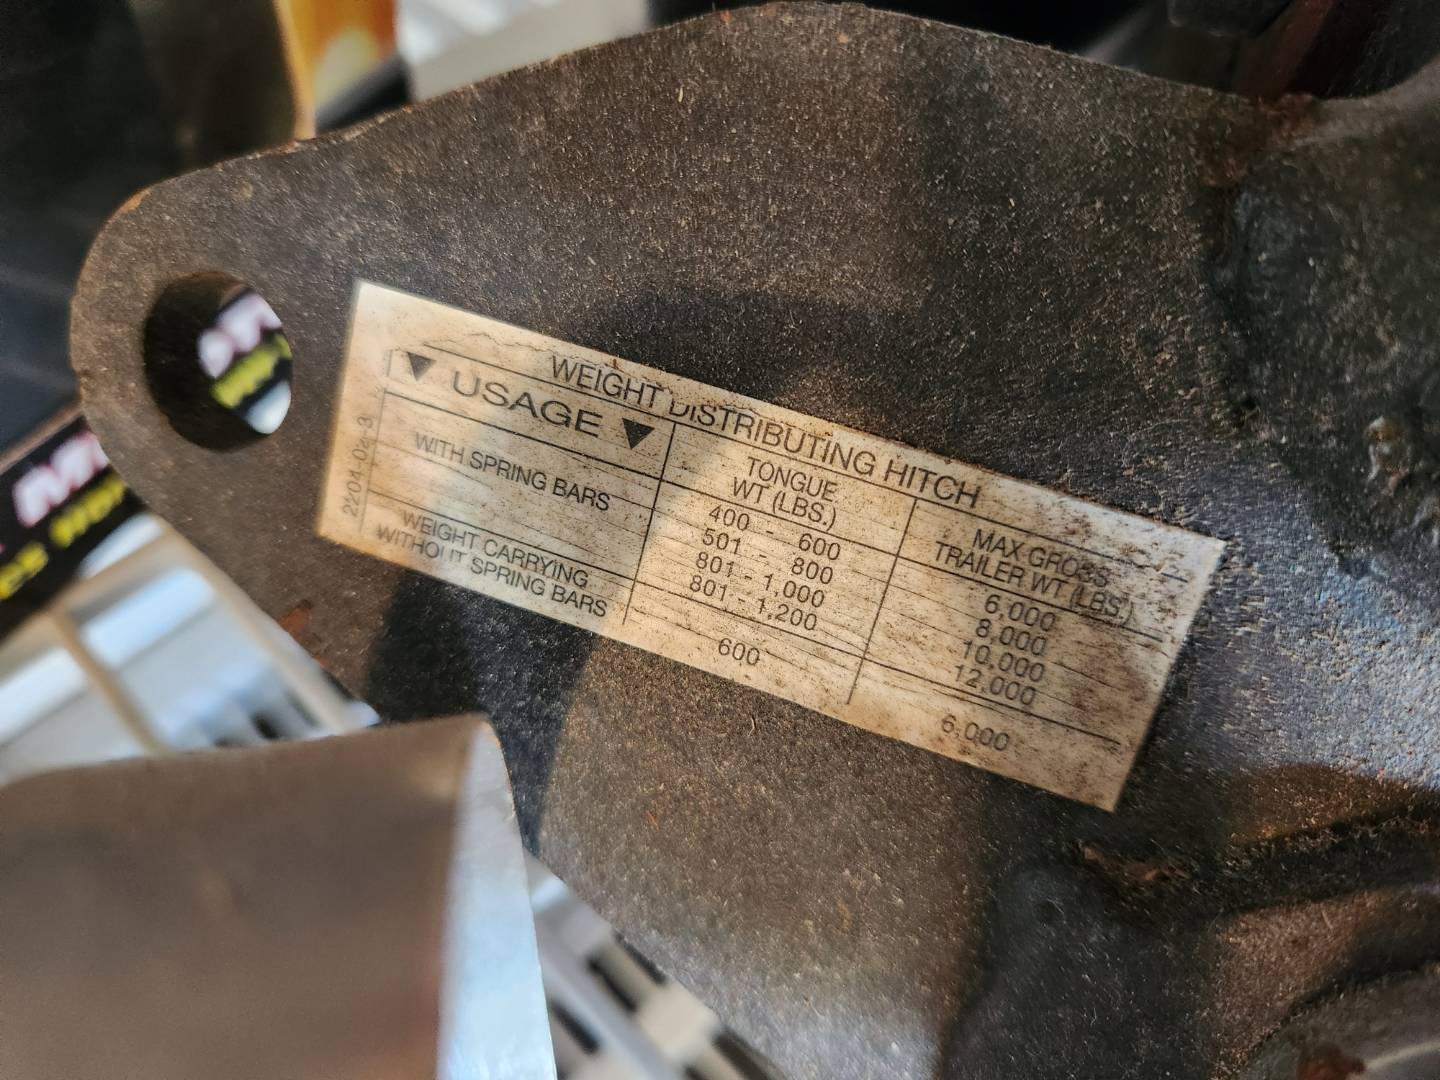 WEIGHT DISTRIBUTING HITCH
▼ USAGE ▼
TONGUE
WT (LBS.)
MAX GROSS
TRAILER WT (LBS.)
WITH SPRING BARS
400 - 600
6,000
501 - 800
8,000
801 - 1,000
10,000
801 - 1,200
12,000
WEIGHT CARRYING
WITHOUT SPRING BARS
600
6,000